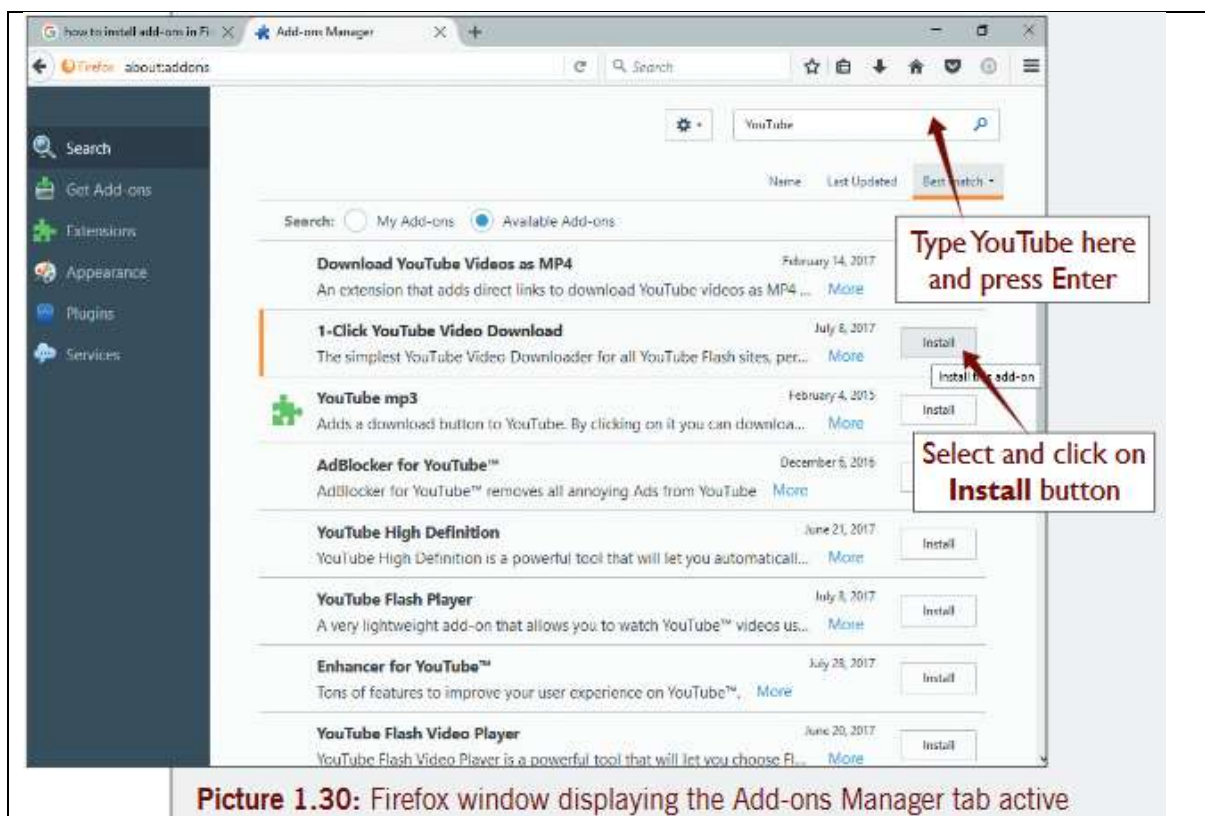 how to install add-ons in Fi
Add-ons Manager
Firefox about:addons
Search
YouTube
Search
Get Add-ons
Extensions
Appearance
Plugins
Services
Name Last Updated Best match
Search: My Add-ons Available Add-ons
Type YouTube here
and press Enter
Download YouTube Videos as MP4 February 14, 2017
An extension that adds direct links to download YouTube videos as MP4 ... More
1-Click YouTube Video Download July 8, 2017
The simplest YouTube Video Downloader for all YouTube Flash sites, per... More
Install
Install this add-on
YouTube mp3 February 4, 2015
Adds a download button to YouTube. By clicking on it you can downloa... More
Install
Select and click on
Install button
AdBlocker for YouTube™ December 6, 2016
AdBlocker for YouTube™ removes all annoying Ads from YouTube More
YouTube High Definition June 21, 2017
YouTube High Definition is a powerful tool that will let you automaticall... More
Install
YouTube Flash Player July 8, 2017
A very lightweight add-on that allows you to watch YouTube™ videos us... More
Install
Enhancer for YouTube™ July 28, 2017
Tons of features to improve your user experience on YouTube™. More
Install
YouTube Flash Video Player June 20, 2017
YouTube Flash Video Player is a powerful tool that will let you choose Fl... More
Install
Picture 1.30: Firefox window displaying the Add-ons Manager tab active